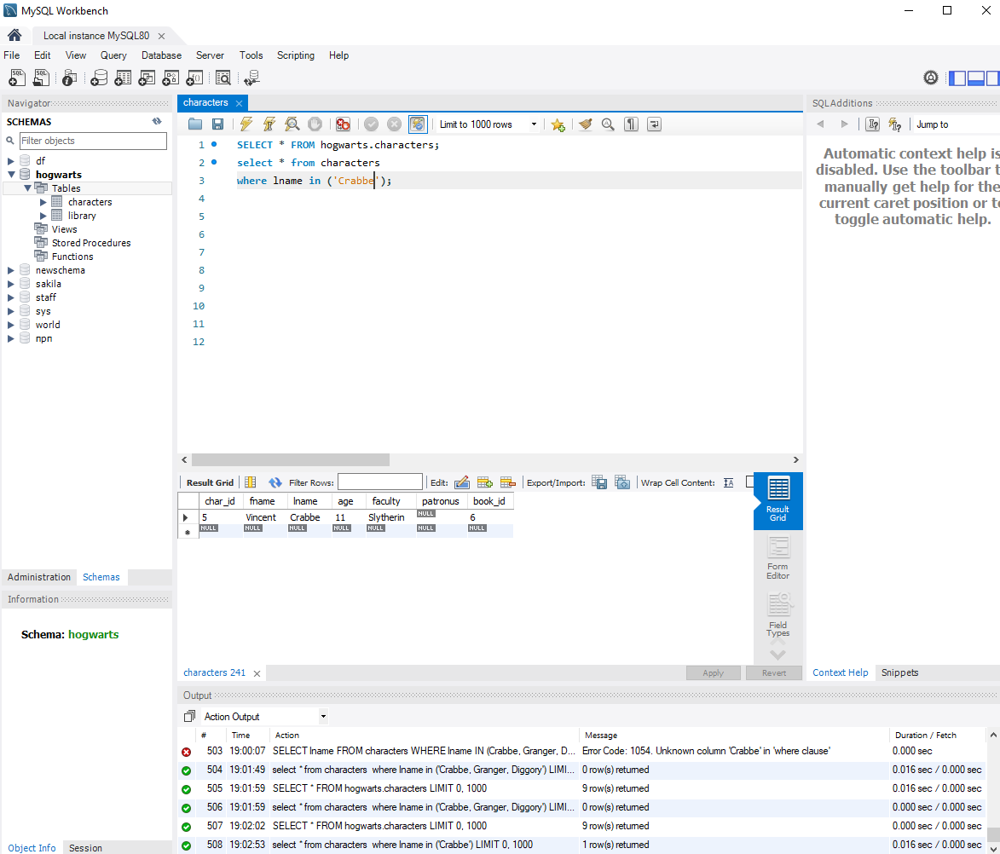 MySQL Workbench
Local instance MySQL80
File Edit View Query Database Server Tools Scripting Help
Navigator
SCHEMAS
Filter objects
df
hogwarts
Tables
characters
library
Views
Stored Procedures
Functions
newschema
sakila
staff
sys
world
прп
Administration Schemas
Information
Schema: hogwarts
Object Info Session
characters
Limit to 1000 rows
1 SELECT * FROM hogwarts.characters;
2 select * from characters
3 where lname in ('Crabbe');
4
5
6
7
8
9
10
11
12
Result Grid Filter Rows: Edit: Export/Import: Wrap Cell Content:
char_id fname lname age faculty patronus book_id
5 Vincent Crabbe 11 Slytherin NULL 6
NULL NULL NULL NULL NULL NULL NULL
Result
Grid
Form
Editor
Field
Types
characters 241 Apply Revert
SQLAdditions
Jump to
Automatic context help is
disabled. Use the toolbar t
manually get help for the
current caret position or to
toggle automatic help.
Context Help Snippets
Output
Action Output
# Time Action Message Duration / Fetch
503 19:00:07 SELECT lname FROM characters WHERE lname IN (Crabbe, Granger, D... Error Code: 1054. Unknown column 'Crabbe' in 'where clause' 0.000 sec
504 19:01:49 select * from characters where lname in ('Crabbe, Granger, Diggory') LIMI... 0 row(s) returned 0.016 sec / 0.000 sec
505 19:01:59 SELECT * FROM hogwarts.characters LIMIT 0, 1000 9 row(s) returned 0.016 sec / 0.000 sec
506 19:01:59 select * from characters where lname in ('Crabbe, Granger, Diggory') LIMI... 0 row(s) returned 0.000 sec / 0.000 sec
507 19:02:02 SELECT * FROM hogwarts.characters LIMIT 0, 1000 9 row(s) returned 0.000 sec / 0.000 sec
508 19:02:53 select * from characters where lname in ('Crabbe') LIMIT 0, 1000 1 row(s) returned 0.016 sec / 0.000 sec